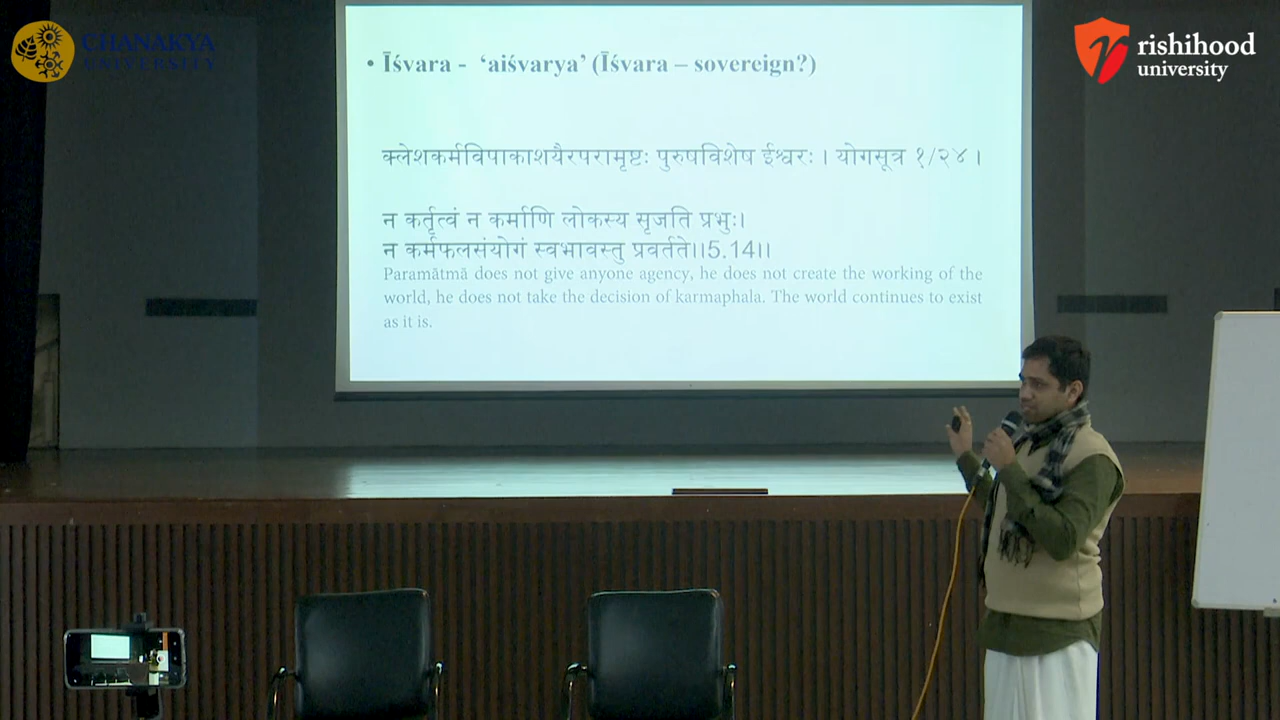 CHANAKYA
UNIVERSITY
rishihood
university
• Īśvara - ‘aiśvarya’ (Īśvara – sovereign?)
क्लेशकर्मविपाकाशयैरपरामृष्टः पुरुषविशेष ईश्वरः । योगसूत्र १/२४ ।
न कर्तृत्वं न कर्माणि लोकस्य सृजति प्रभुः।
न कर्मफलसंयोगं स्वभावस्तु प्रवर्तते।।5.14।।
Paramātmā does not give anyone agency, he does not create the working of the
world, he does not take the decision of karmaphala. The world continues to exist
as it is.